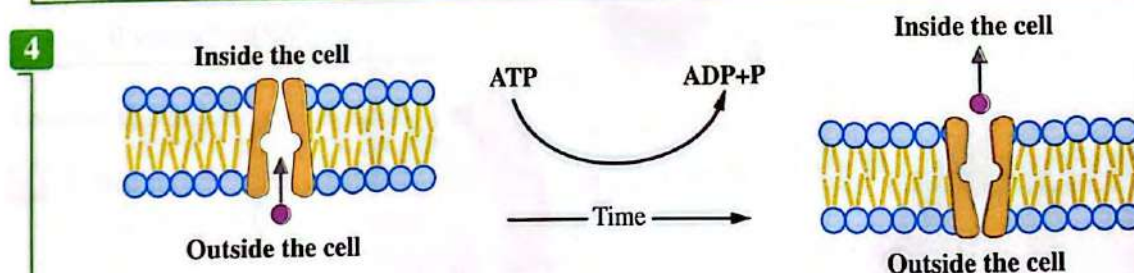 4
Inside the cell
ATP
ADP+P
Inside the cell
Time
Outside the cell
Outside the cell